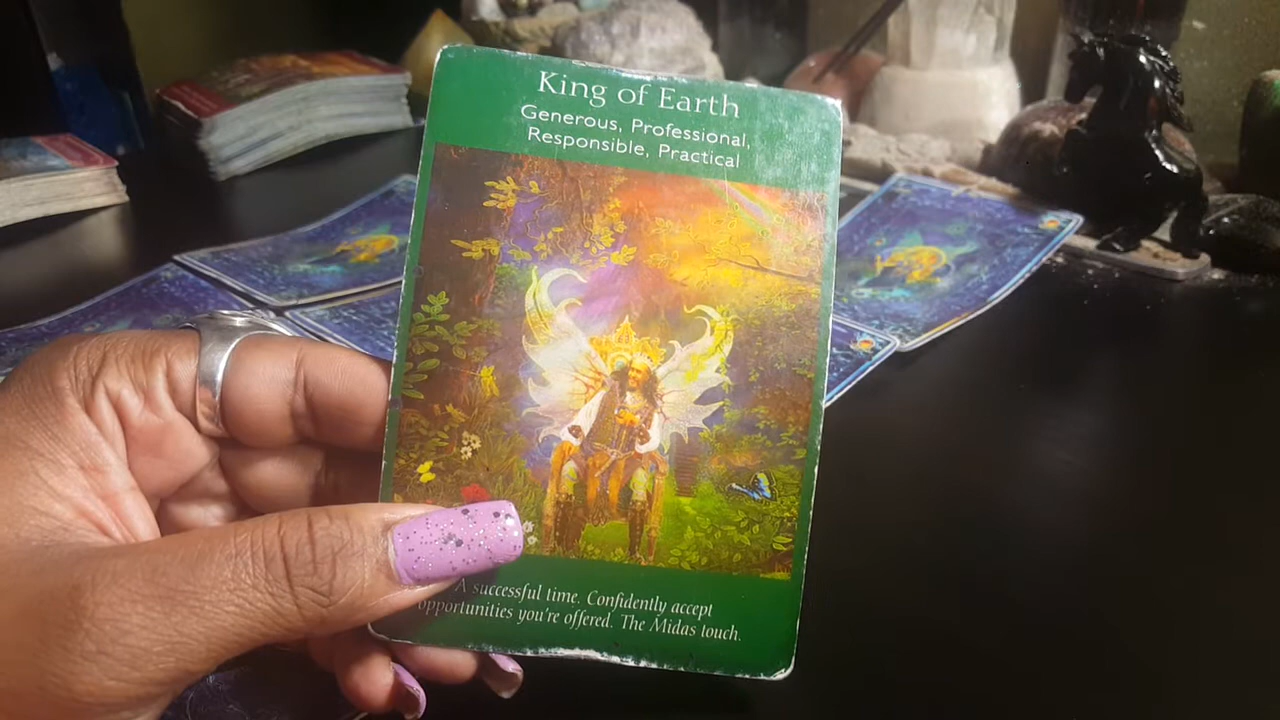 King of Earth
Generous, Professional,
Responsible, Practical
A successful time. Confidently accept
opportunities you're offered. The Midas touch.